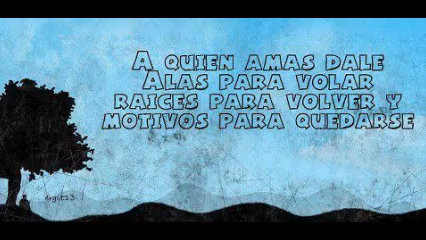 A QUIEN AMAS DALE
ALAS PARA VOLAR
RAICES PARA VOLVER Y
MOTIVOS PARA QUEDARSE